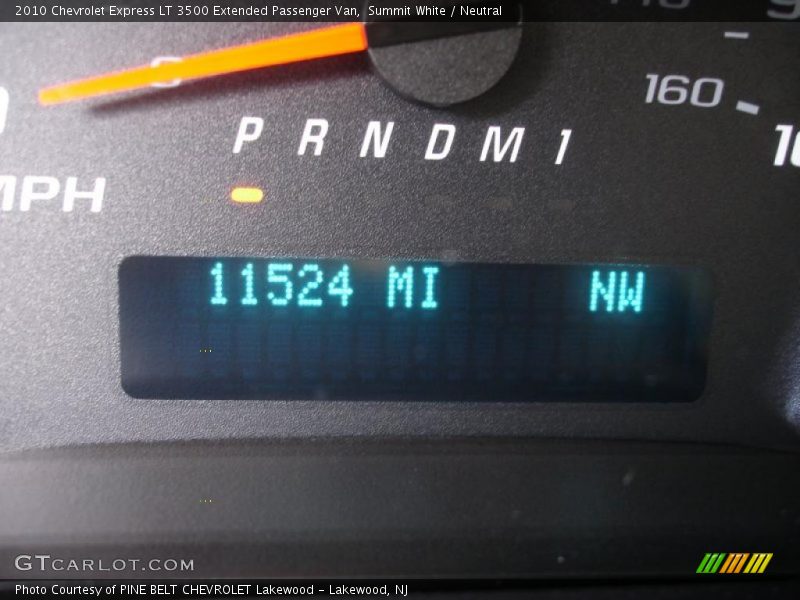 2010 Chevrolet Express LT 3500 Extended Passenger Van, Summit White / Neutral
160
P R N D M 1
MPH
11524 MI NW
GTCARLOT.COM
Photo Courtesy of PINE BELT CHEVROLET Lakewood - Lakewood, NJ